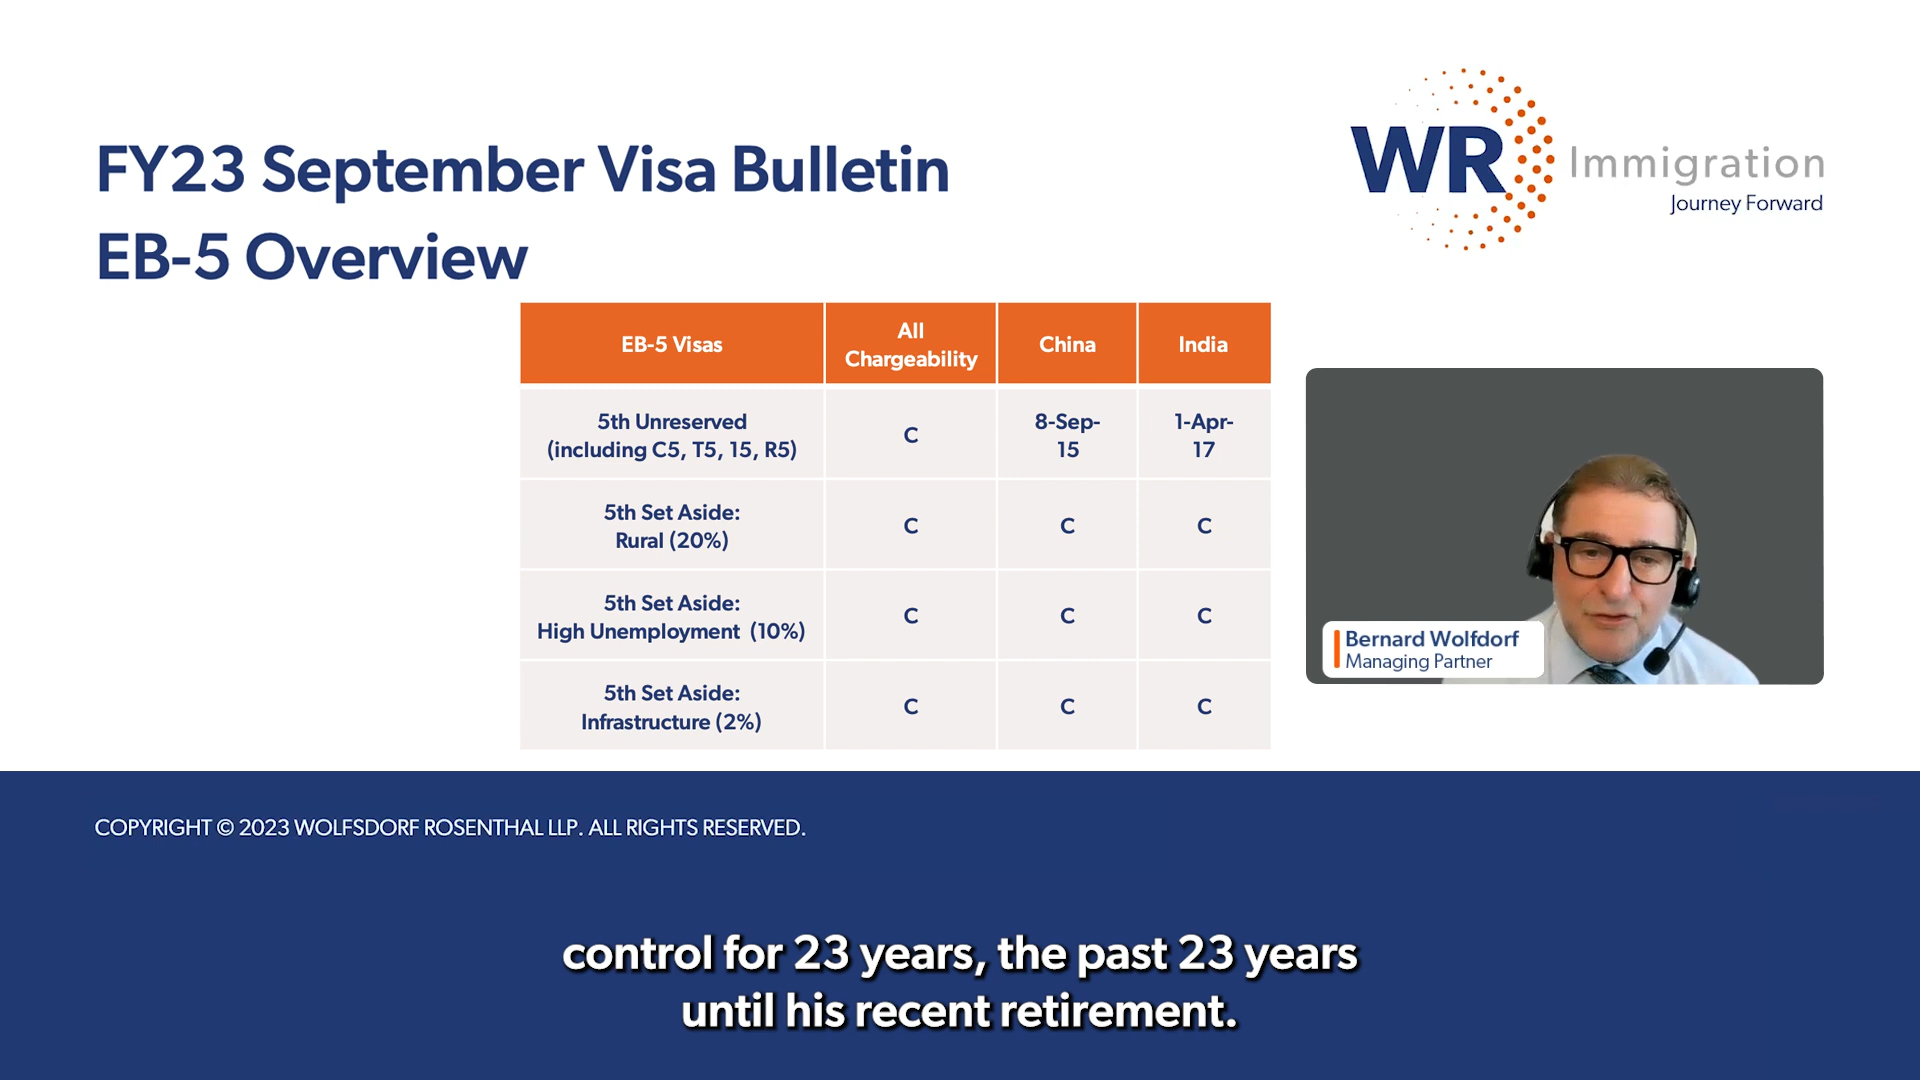 FY23 September Visa Bulletin
EB-5 Overview
WR Immigration
Journey Forward
EB-5 Visas
All
Chargeability
China
India
5th Unreserved
(including C5, T5, 15, R5)
C
8-Sep-
15
1-Apr-
17
5th Set Aside:
Rural (20%)
C
C
C
5th Set Aside:
High Unemployment (10%)
C
C
C
5th Set Aside:
Infrastructure (2%)
C
C
C
Bernard Wolfdorf
Managing Partner
COPYRIGHT © 2023 WOLFSDORF ROSENTHAL LLP. ALL RIGHTS RESERVED.
control for 23 years, the past 23 years
until his recent retirement.